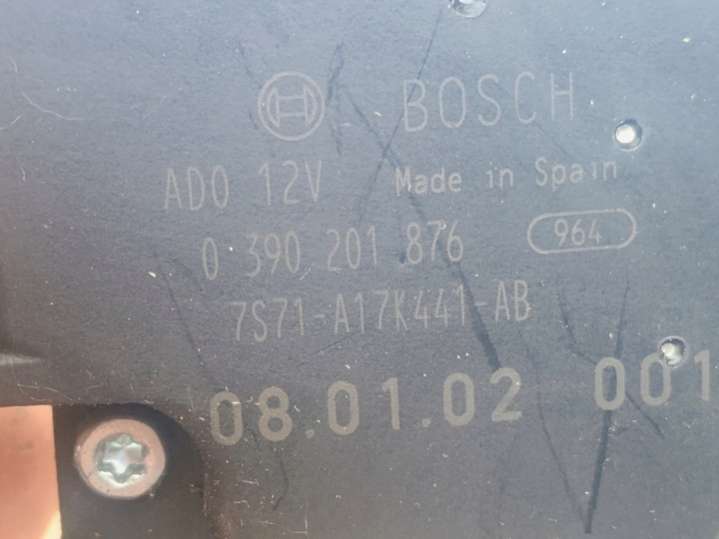 BOSCH
ADO 12V Made in Spain
0 390 201 876 964
7S71-A17K441-AB
08.01.02 001